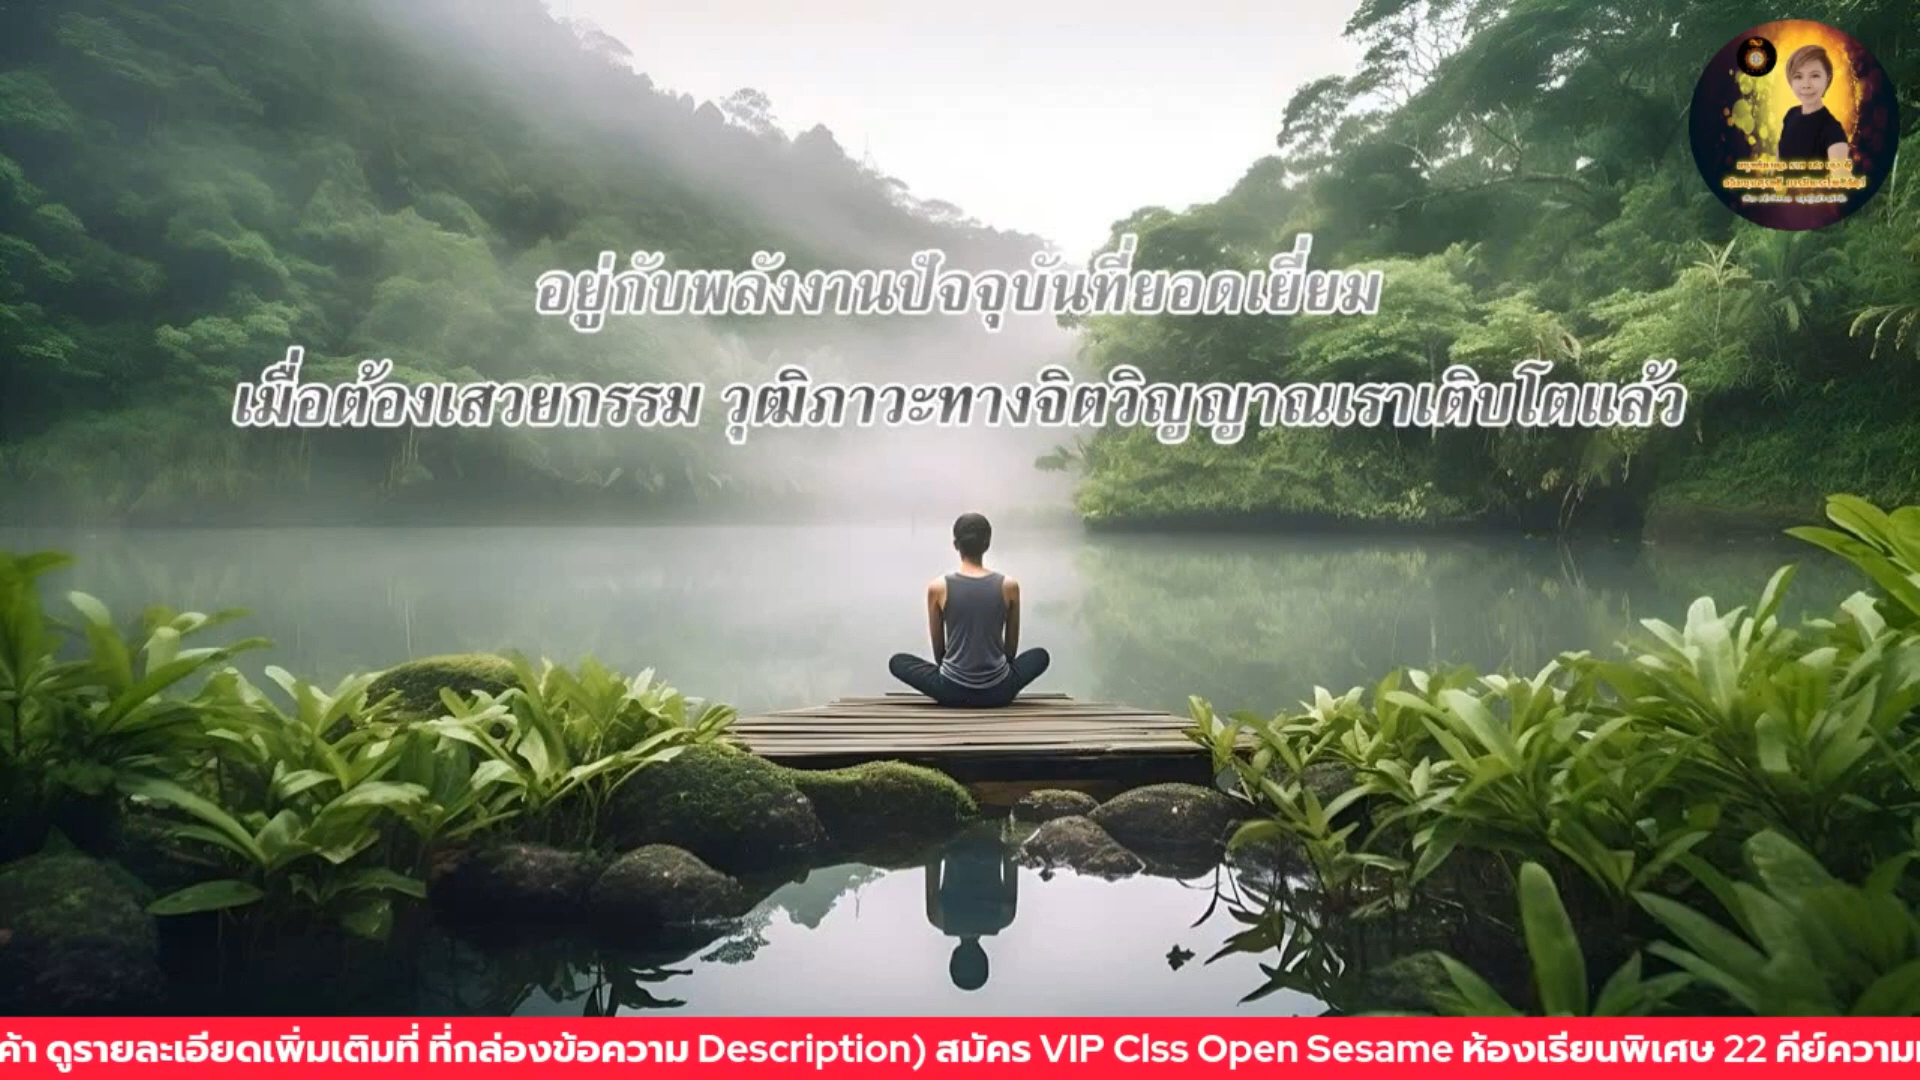 อยู่กับพลังงานปัจจุบันที่ยอดเยี่ยม
เมื่อต้องเสวยกรรม วุฒิภาวะทางจิตวิญญาณเราเติบโตแล้ว
ค้า ดูรายละเอียดเพิ่มเติมที่ ที่กล่องข้อความ Description) สมัคร VIP Clss Open Sesame ห้องเรียนพิเศษ 22 คีย์ความ